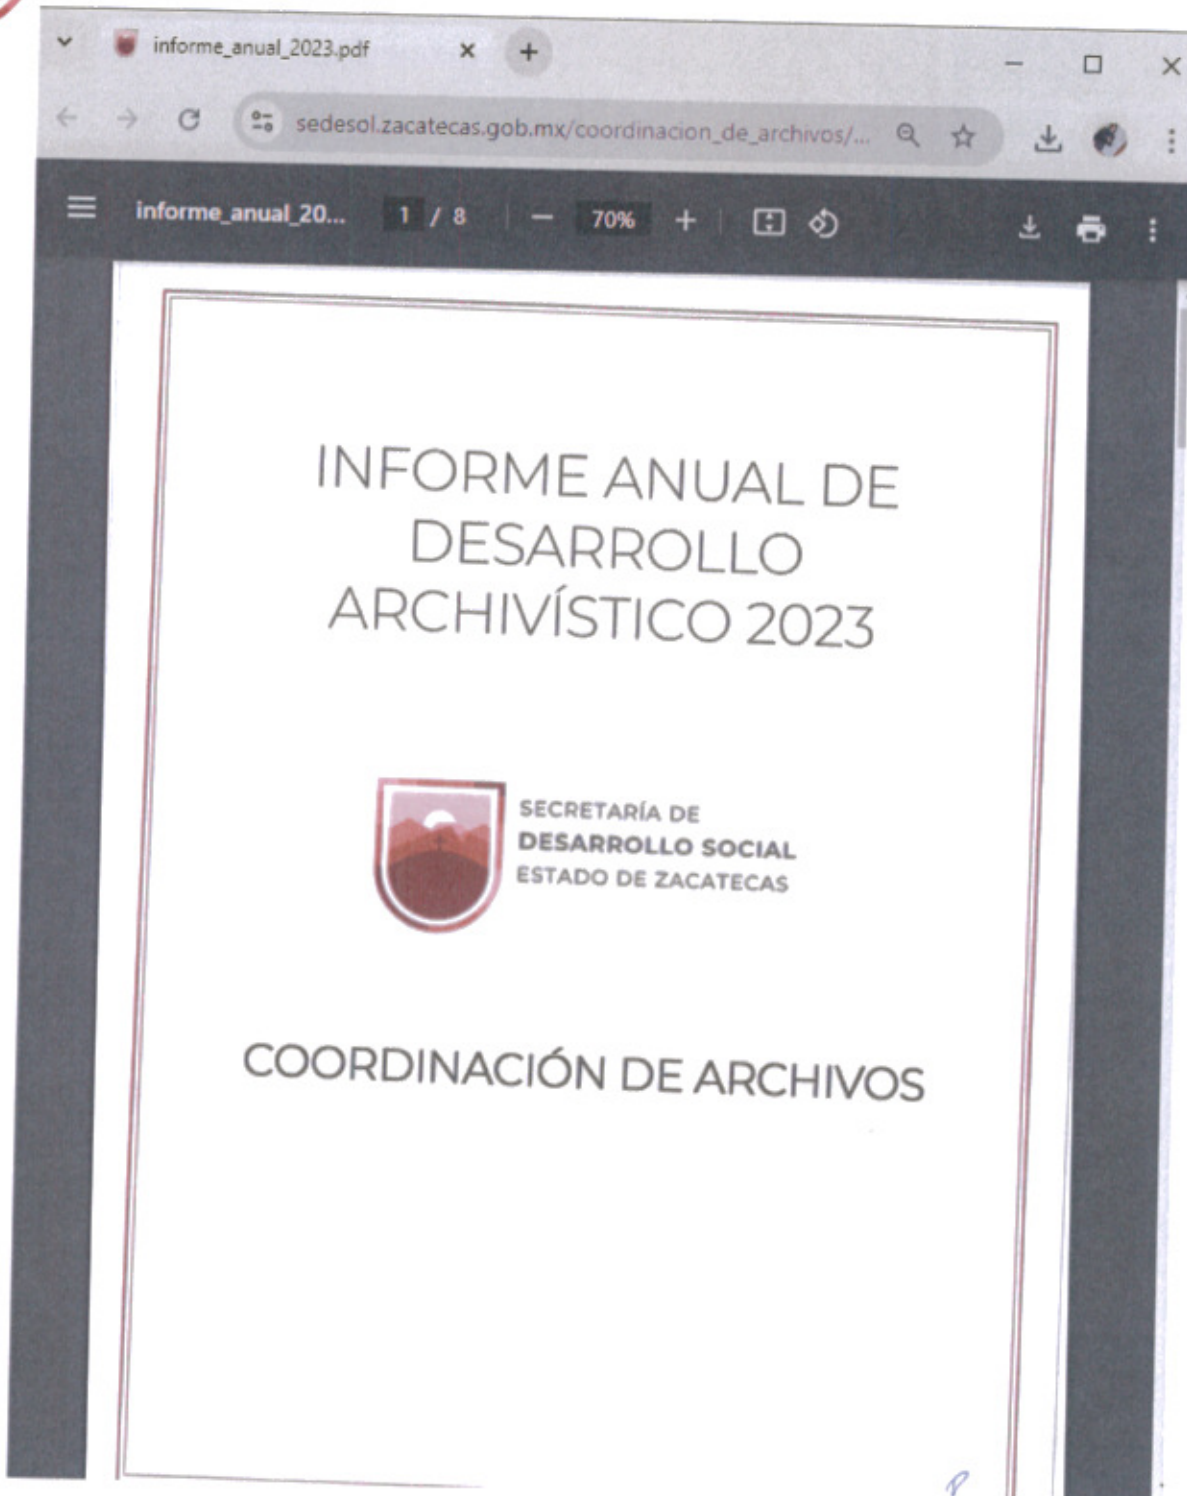 informe_anual_2023.pdf
sedesol.zacatecas.gob.mx/coordinacion_de_archivos/...
informe_anual_20... 1 / 8 70%
INFORME ANUAL DE
DESARROLLO
ARCHIVÍSTICO 2023
SECRETARÍA DE
DESARROLLO SOCIAL
ESTADO DE ZACATECAS
COORDINACIÓN DE ARCHIVOS